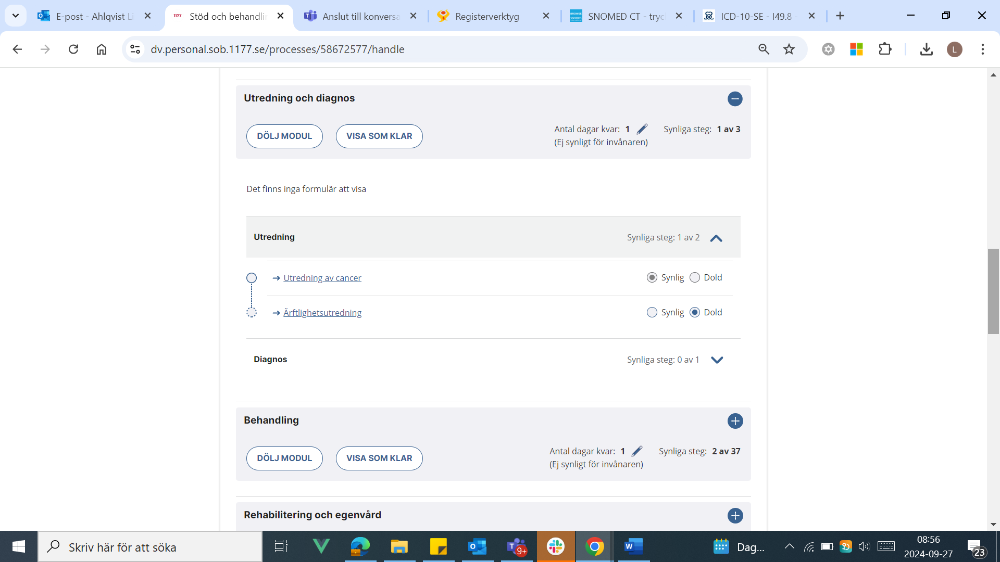 E-post - Ahlqvist Li
1177 Stöd och behandlin
Anslut till konversa
Registerverktyg
SNOMED CT - tryc
ICD-10-SE - I49.8 -
dv.personal.sob.1177.se/processes/58672577/handle
L
Utredning och diagnos
DÖLJ MODUL
VISA SOM KLAR
Antal dagar kvar: 1
(Ej synligt för invånaren)
Synliga steg: 1 av 3
Det finns inga formulär att visa
Utredning
Synliga steg: 1 av 2
Utredning av cancer
Synlig
Dold
Ärftlighetsutredning
Synlig
Dold
Diagnos
Synliga steg: 0 av 1
Behandling
DÖLJ MODUL
VISA SOM KLAR
Antal dagar kvar: 1
(Ej synligt för invånaren)
Synliga steg: 2 av 37
Rehabilitering och egenvård
Skriv här för att söka
9+
Dag...
08:56
2024-09-27
23